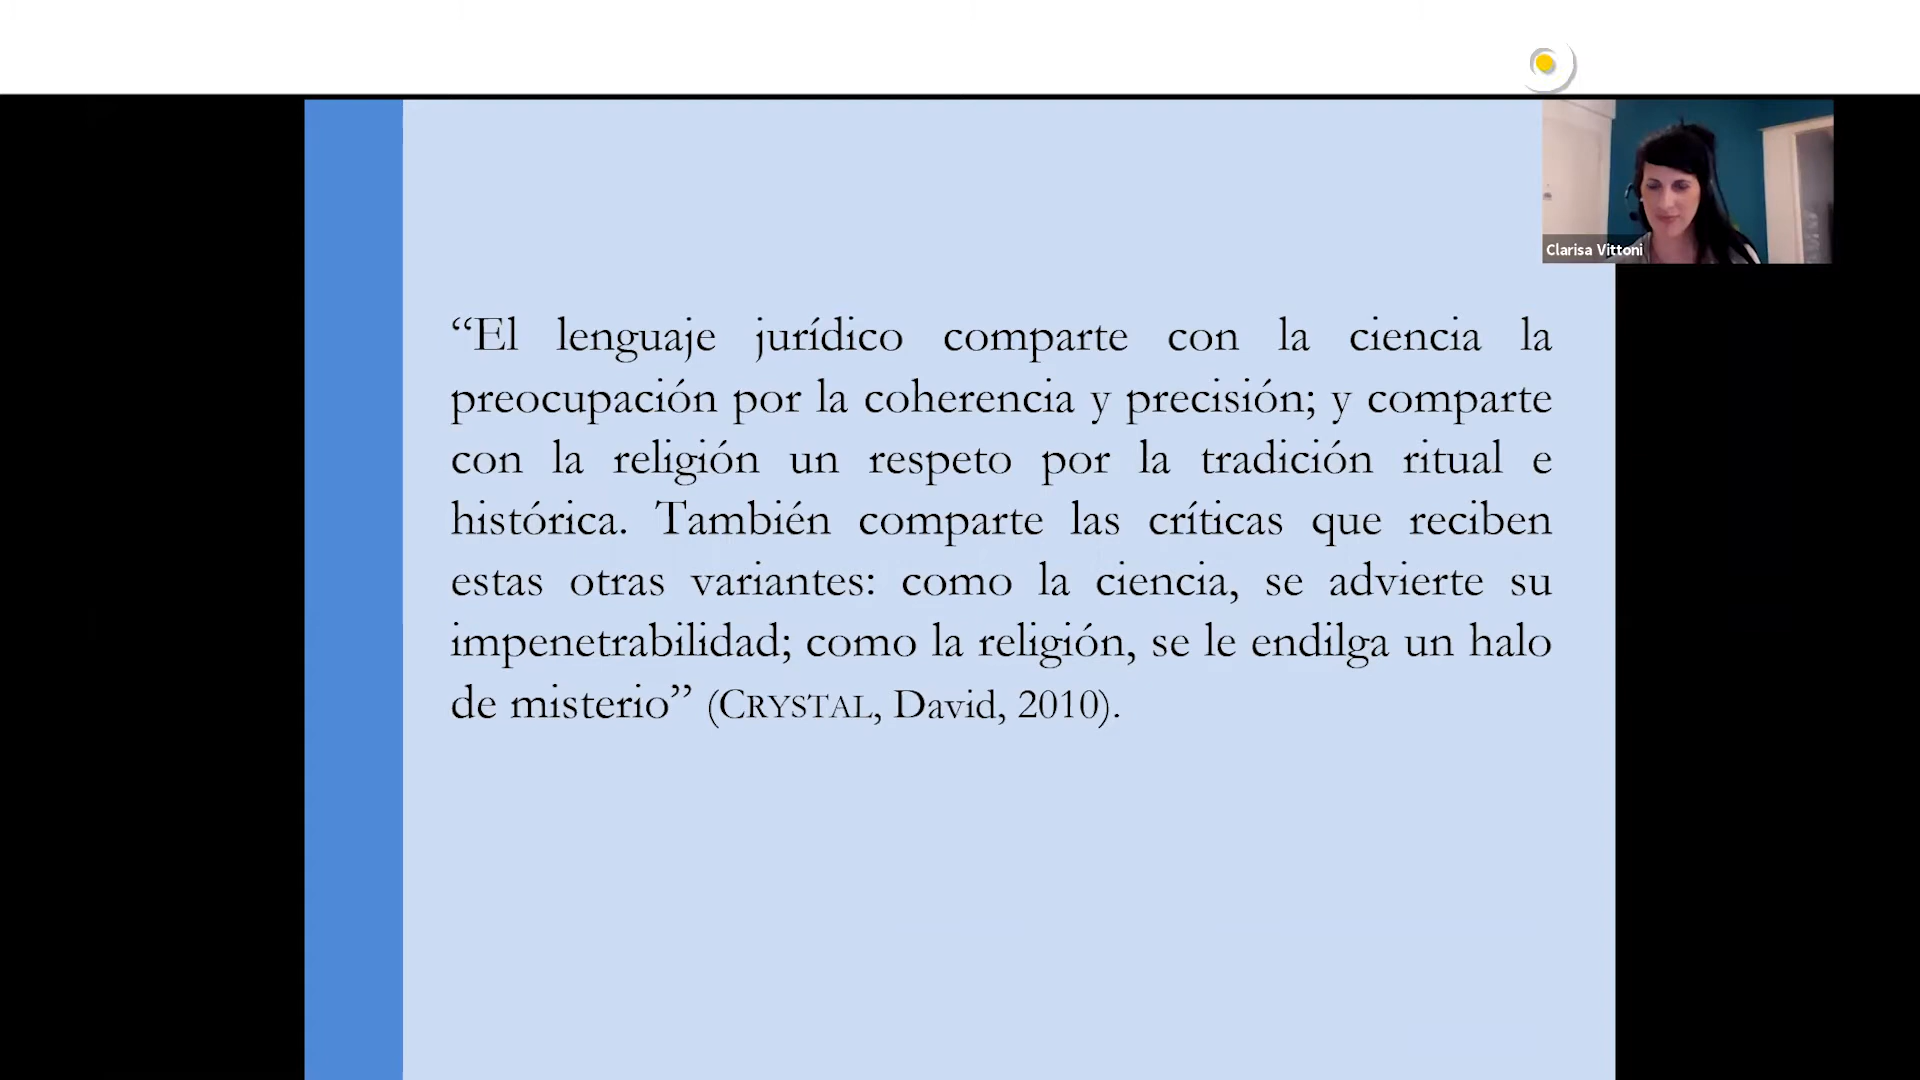 Clarisa Vittoni
“El lenguaje jurídico comparte con la ciencia la
preocupación por la coherencia y precisión; y comparte
con la religión un respeto por la tradición ritual e
histórica. También comparte las críticas que reciben
estas otras variantes: como la ciencia, se advierte su
impenetrabilidad; como la religión, se le endilga un halo
de misterio” (CRYSTAL, David, 2010).